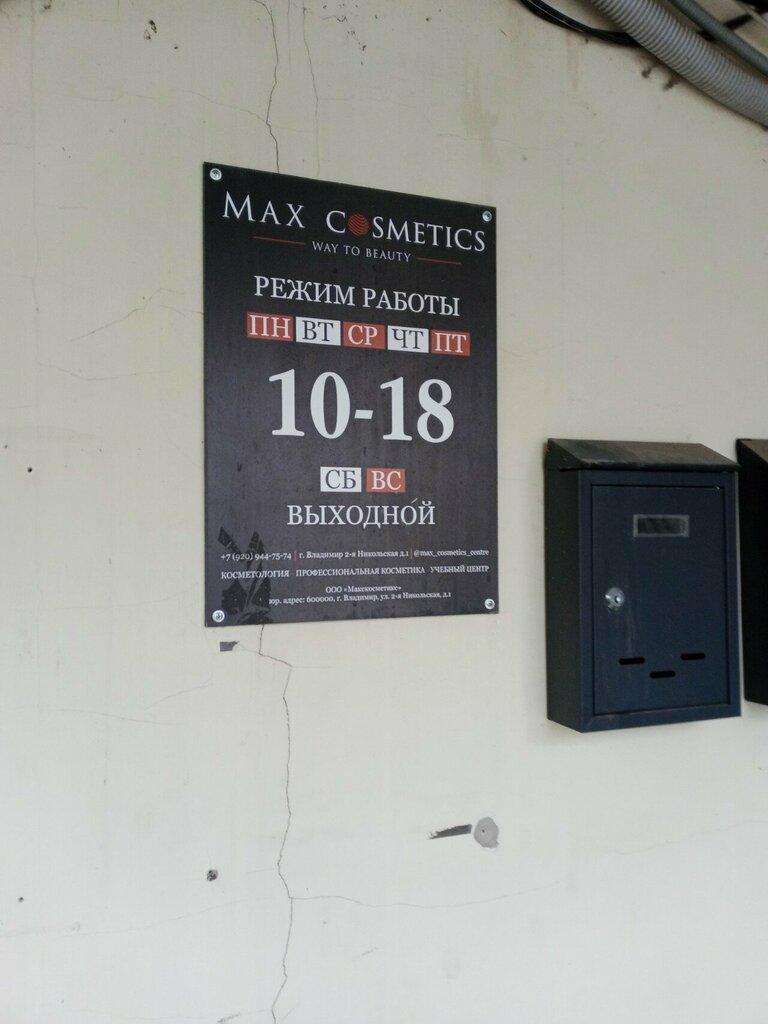 MAX COSMETICS
WAY TO BEAUTY
РЕЖИМ РАБОТЫ
ПН ВТ СР ЧТ ПТ
10-18
СБ ВС
ВЫХОДНОЙ
+7 (920) 944-75-74 | г. Владимир 2-я Никольская д.1 | @max_cosmetics_centre
КОСМЕТОЛОГИЯ ПРОФЕССИОНАЛЬНАЯ КОСМЕТИКА УЧЕБНЫЙ ЦЕНТР
ООО «Макскосметикс»
юр. адрес: 600000, г. Владимир, ул. 2-я Никольская, д.1